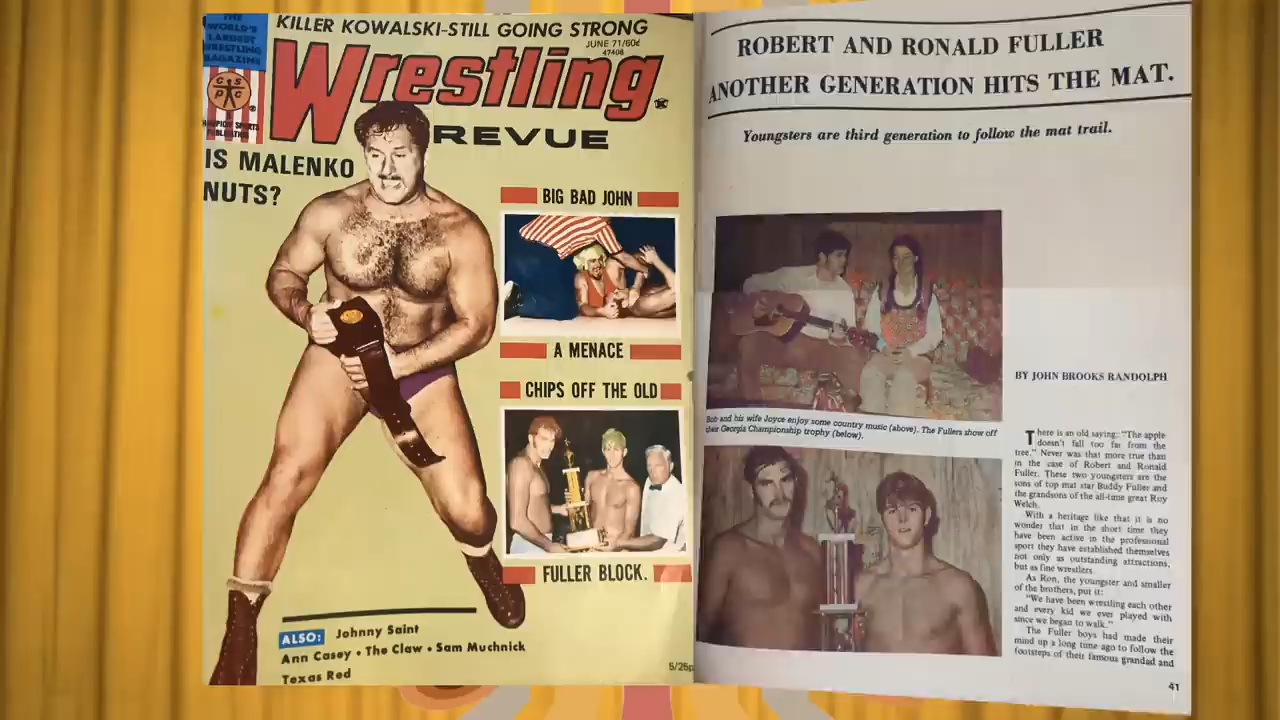 THE
WORLD'S
LARGEST
WRESTLING
MAGAZINE
KILLER KOWALSKI-STILL GOING STRONG
JUNE 71/60¢
47408
Wrestling
REVUE
CSPC
SPORTS
IS MALENKO
NUTS?
BIG BAD JOHN
A MENACE
CHIPS OFF THE OLD
FULLER BLOCK.
ALSO: Johnny Saint
Ann Casey • The Claw • Sam Muchnick
Texas Red
5/25p
ROBERT AND RONALD FULLER
ANOTHER GENERATION HITS THE MAT.
Youngsters are third generation to follow the mat trail.
BY JOHN BROOKS RANDOLPH
Bob and his wife Joyce enjoy some country music (above). The Fullers show off
their Georgia Championship trophy (below).
There is an old saying: "The apple
doesn't fall too far from the
tree." Never was that more true than
in the case of Robert and Ronald
Fuller. These two youngsters are the
sons of top mat star Buddy Fuller and
the grandsons of the all-time great Roy
Welch.
With a heritage like that it is no
wonder that in the short time they
have been active in the professional
sport they have established themselves
not only as outstanding attractions,
but as fine wrestlers.
As Ron, the younger and smaller
of the brothers, put it:
"We have been wrestling each other
and every kid we ever played with
since we began to walk."
The Fuller boys had made their
mind up a long time ago to follow the
footsteps of their famous grandad and
41